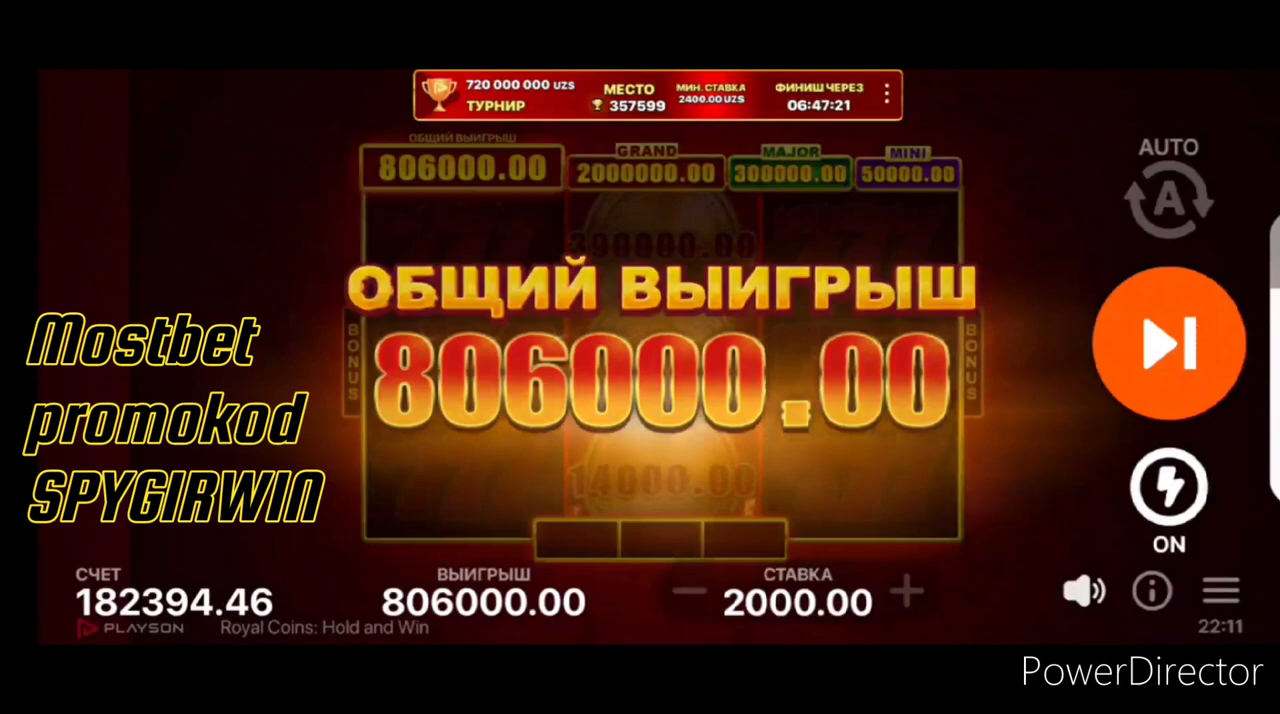 720 000 000 UZS
ТУРНИР
МЕСТО
357599
МИН. СТАВКА
2400.00 UZS
ФИНИШ ЧЕРЕЗ
06:47:21
ОБЩИЙ ВЫИГРЫШ
806000.00
GRAND
2000000.00
MAJOR
300000.00
MINI
50000.00
AUTO
A
390000.00
ОБЩИЙ ВЫИГРЫШ
806000.00
BONUS
BONUS
14000.00
Mostbet
promokod
SPYGIRWIN
ON
СЧЕТ
182394.46
ВЫИГРЫШ
806000.00
СТАВКА
2000.00
PLAYSON
Royal Coins: Hold and Win
22:11
PowerDirector